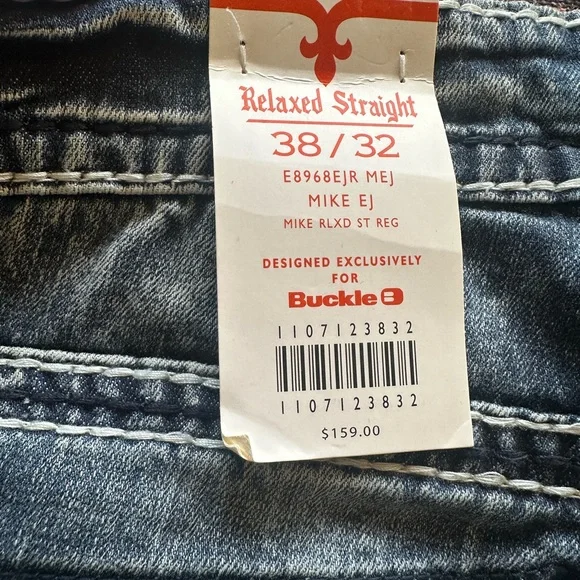 Relaxed Straight
38 / 32
E8968EJR MEJ
MIKE EJ
MIKE RLXD ST REG
DESIGNED EXCLUSIVELY
FOR
Buckle B
1107123832
1107123832
$159.00